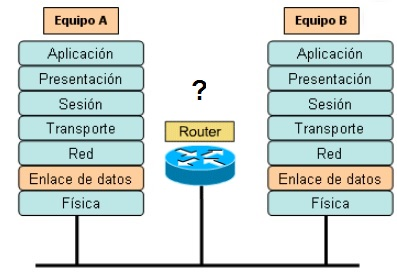 Equipo A
Equipo B
Aplicación
Presentación
Sesión
Transporte
Red
Enlace de datos
Física
?
Router
Aplicación
Presentación
Sesión
Transporte
Red
Enlace de datos
Física